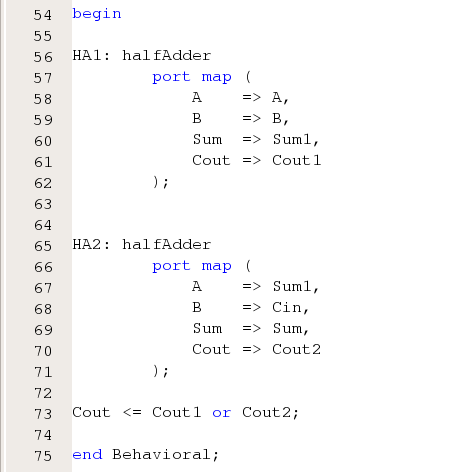 54 begin
55
56 HA1: halfAdder
57         port map (
58             A    => A,
59             B    => B,
60             Sum  => Sum1,
61             Cout => Cout1
62         );
63
64
65 HA2: halfAdder
66         port map (
67             A    => Sum1,
68             B    => Cin,
69             Sum  => Sum,
70             Cout => Cout2
71         );
72
73 Cout <= Cout1 or Cout2;
74
75 end Behavioral;